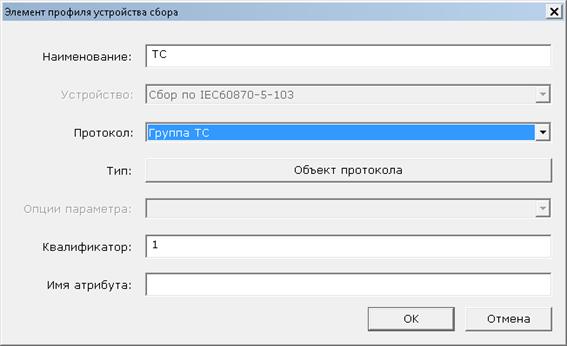 Элемент профиля устройства сбора
Наименование: ТС
Устройство: Сбор по IEC60870-5-103
Протокол: Группа ТС
Тип: Объект протокола
Опции параметра:
Квалификатор: 1
Имя атрибута:
OK Отмена